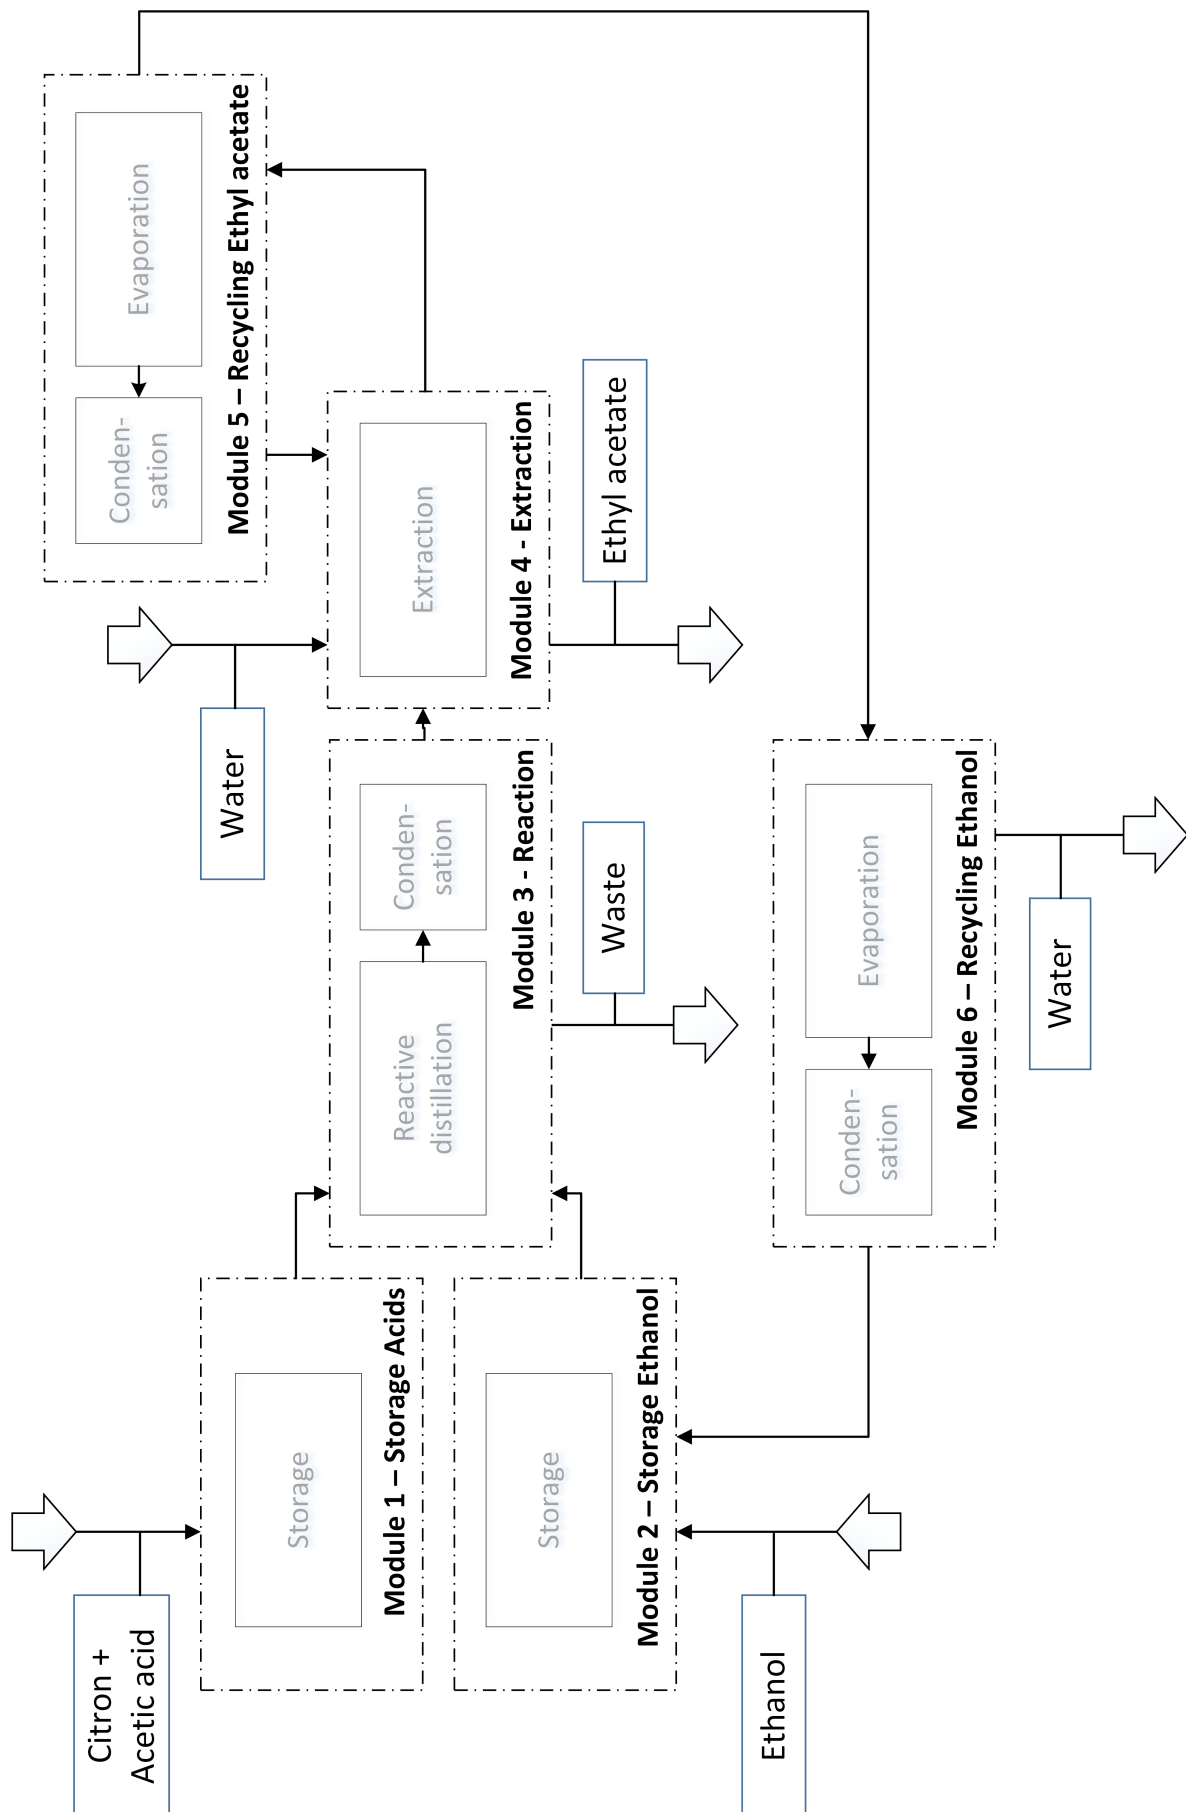 Citron +
Acetic acid
Storage
Module 1 – Storage Acids
Storage
Module 2 – Storage Ethanol
Ethanol
Reactive
distillation
Conden-
sation
Module 3 - Reaction
Waste
Water
Extraction
Module 4 - Extraction
Ethyl acetate
Conden-
sation
Evaporation
Module 5 – Recycling Ethyl acetate
Conden-
sation
Evaporation
Module 6 – Recycling Ethanol
Water